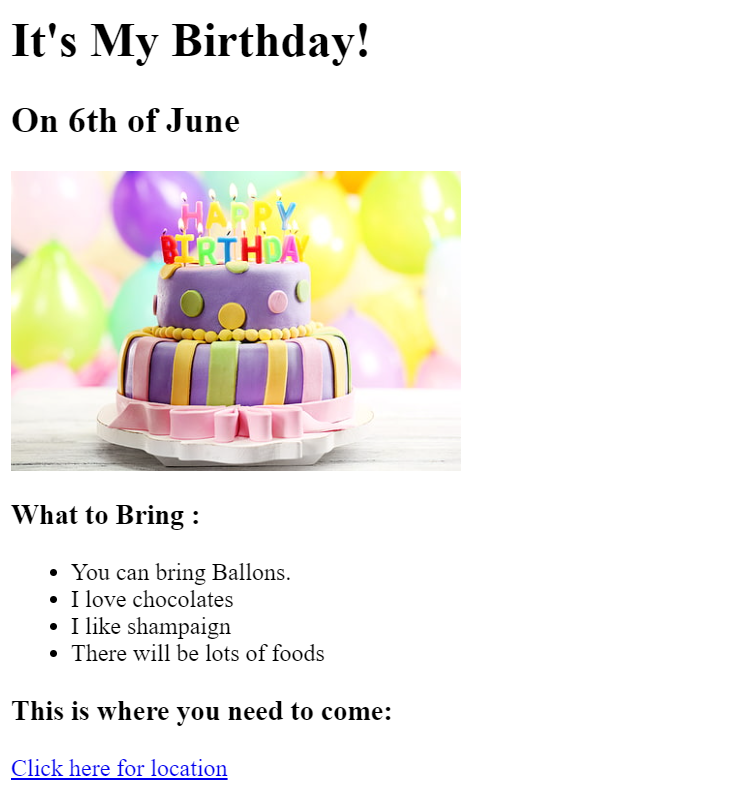 It's My Birthday!
On 6th of June
HAPPY
BIRTHDAY
What to Bring :
You can bring Ballons.
I love chocolates
I like shampaign
There will be lots of foods
This is where you need to come:
Click here for location